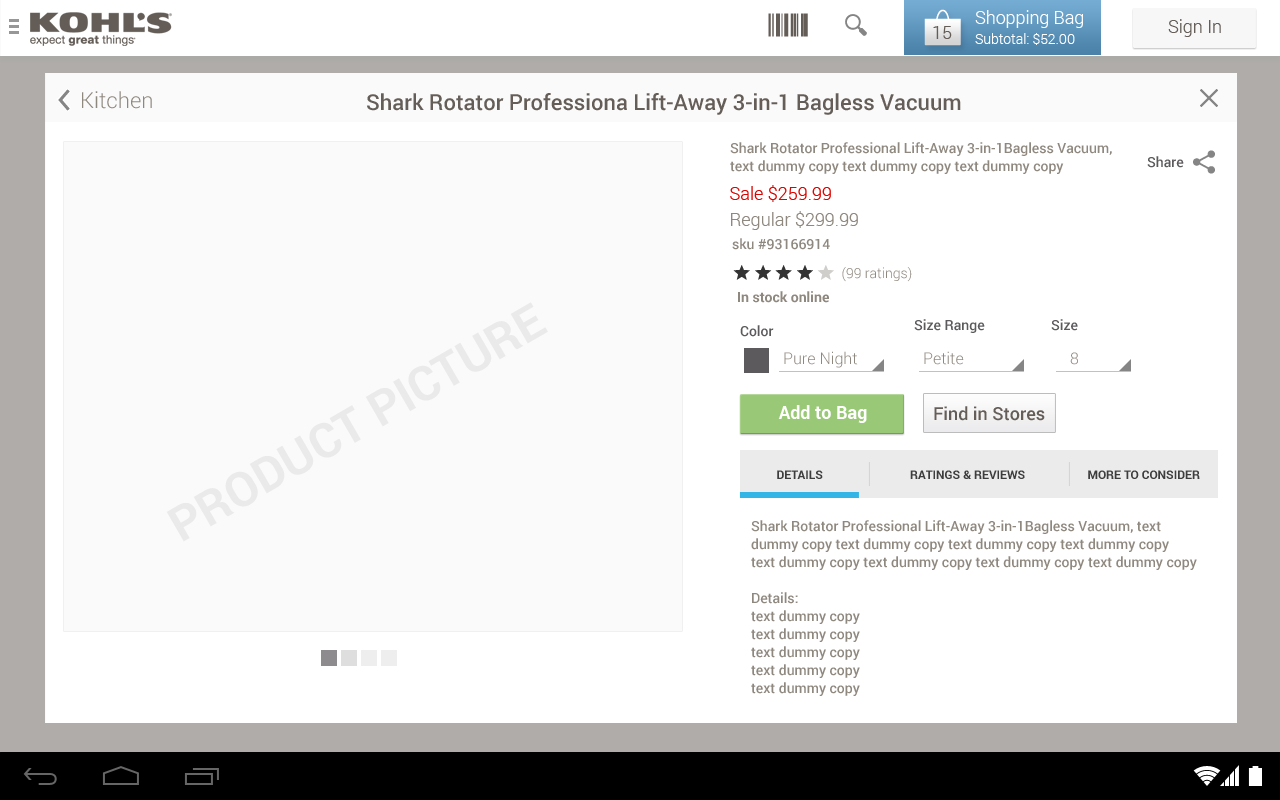 KOHL'S
expect great things
15
Shopping Bag
Subtotal: $52.00
Sign In
Kitchen
Shark Rotator Professiona Lift-Away 3-in-1 Bagless Vacuum
PRODUCT PICTURE
Shark Rotator Professional Lift-Away 3-in-1Bagless Vacuum,
text dummy copy text dummy copy text dummy copy
Share
Sale $259.99
Regular $299.99
sku #93166914
(99 ratings)
In stock online
Color
Size Range
Size
Pure Night
Petite
8
Add to Bag
Find in Stores
DETAILS
RATINGS & REVIEWS
MORE TO CONSIDER
Shark Rotator Professional Lift-Away 3-in-1Bagless Vacuum, text
dummy copy text dummy copy text dummy copy text dummy copy
text dummy copy text dummy copy text dummy copy text dummy copy
Details:
text dummy copy
text dummy copy
text dummy copy
text dummy copy
text dummy copy